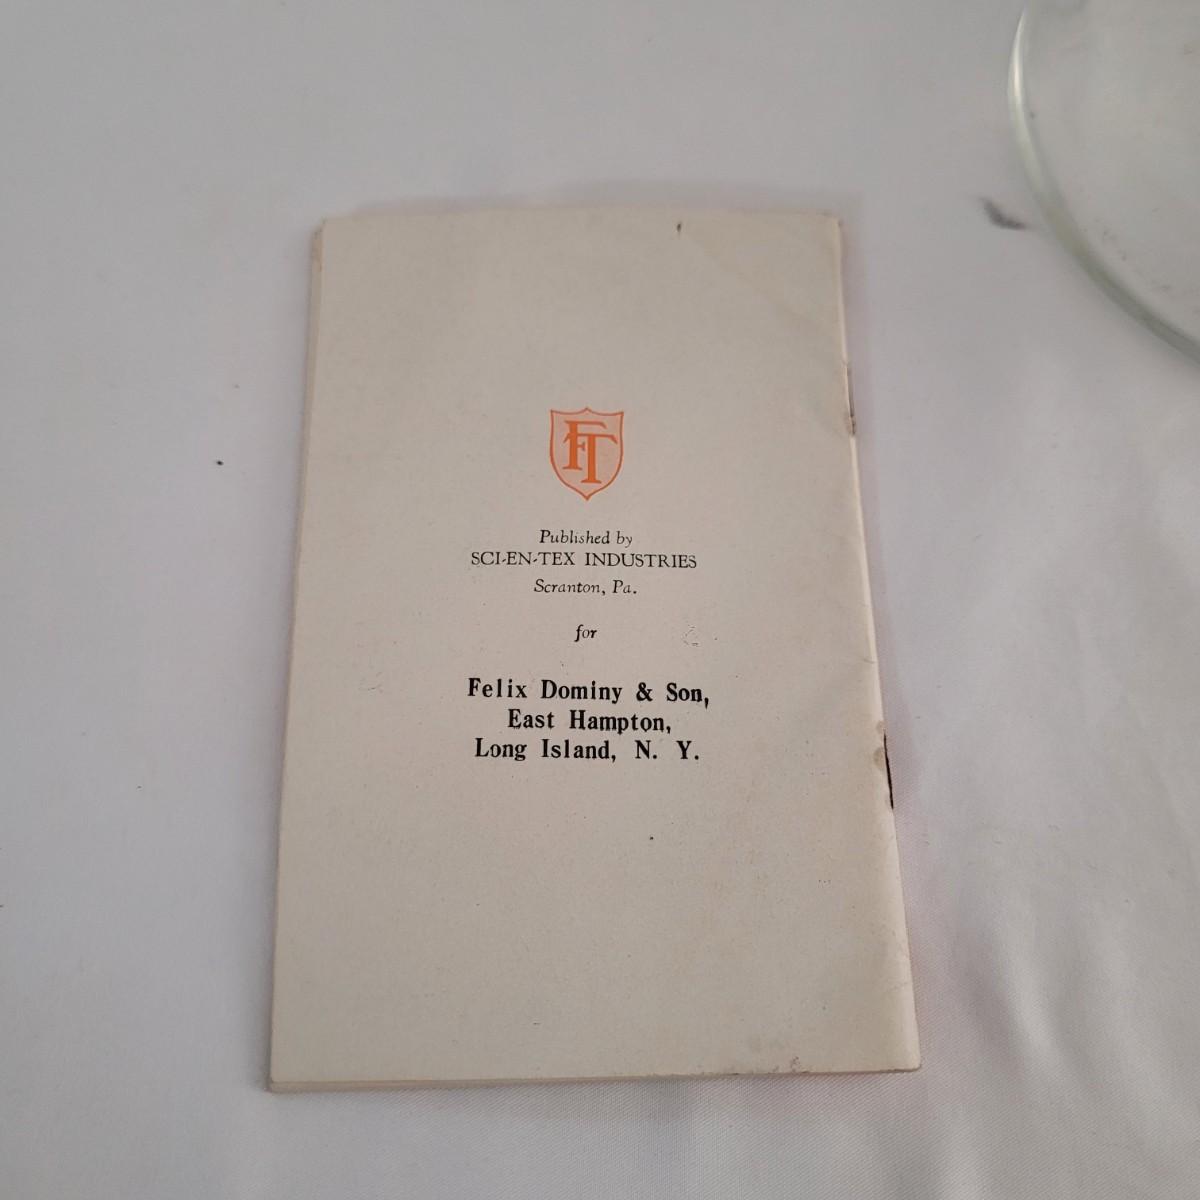 FT
Published by
SCI-EN-TEX INDUSTRIES
Scranton, Pa.
for
Felix Dominy & Son,
East Hampton,
Long Island, N. Y.